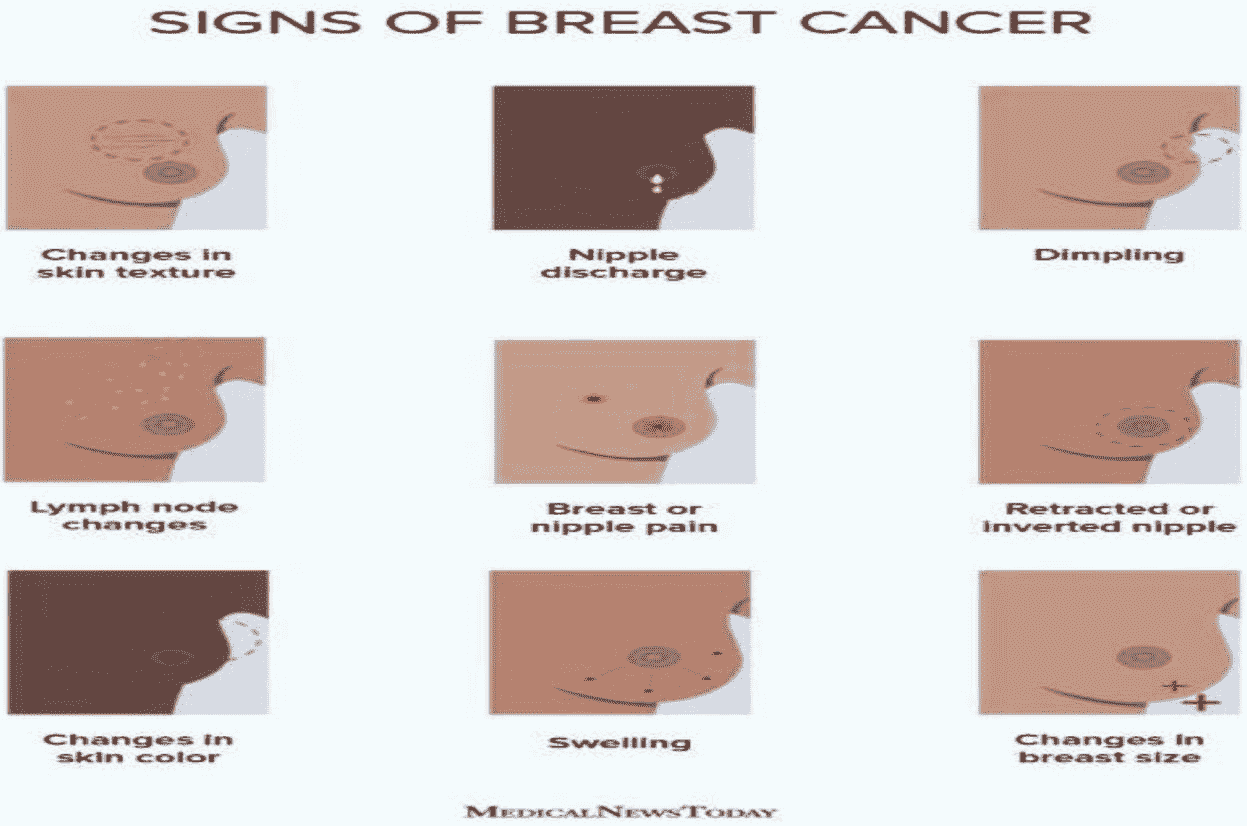 SIGNS OF BREAST CANCER
Changes in
skin texture
Nipple
discharge
Dimpling
Lymph node
changes
Breast or
nipple pain
Retracted or
inverted nipple
Changes in
skin color
Swelling
Changes in
breast size
MEDICALNEWSTODAY